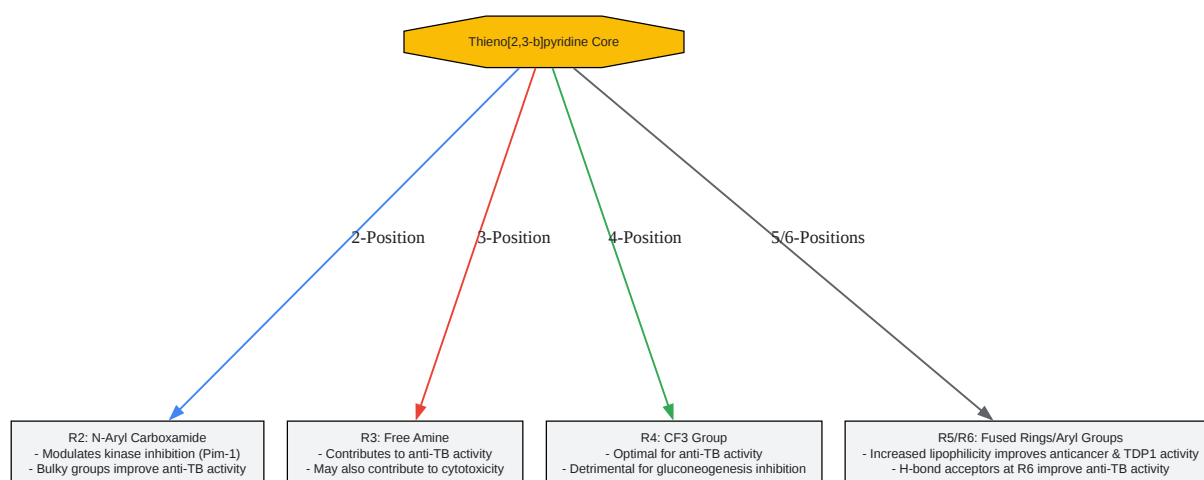 Thieno[2,3-b]pyridine Core
2-Position
3-Position
4-Position
5/6-Positions
R2: N-Aryl Carboxamide
- Modulates kinase inhibition (Pim-1)
- Bulky groups improve anti-TB activity
R3: Free Amine
- Contributes to anti-TB activity
- May also contribute to cytotoxicity
R4: CF3 Group
- Optimal for anti-TB activity
- Detrimental for gluconeogenesis inhibition
R5/R6: Fused Rings/Aryl Groups
- Increased lipophilicity improves anticancer & TDP1 activity
- H-bond acceptors at R6 improve anti-TB activity